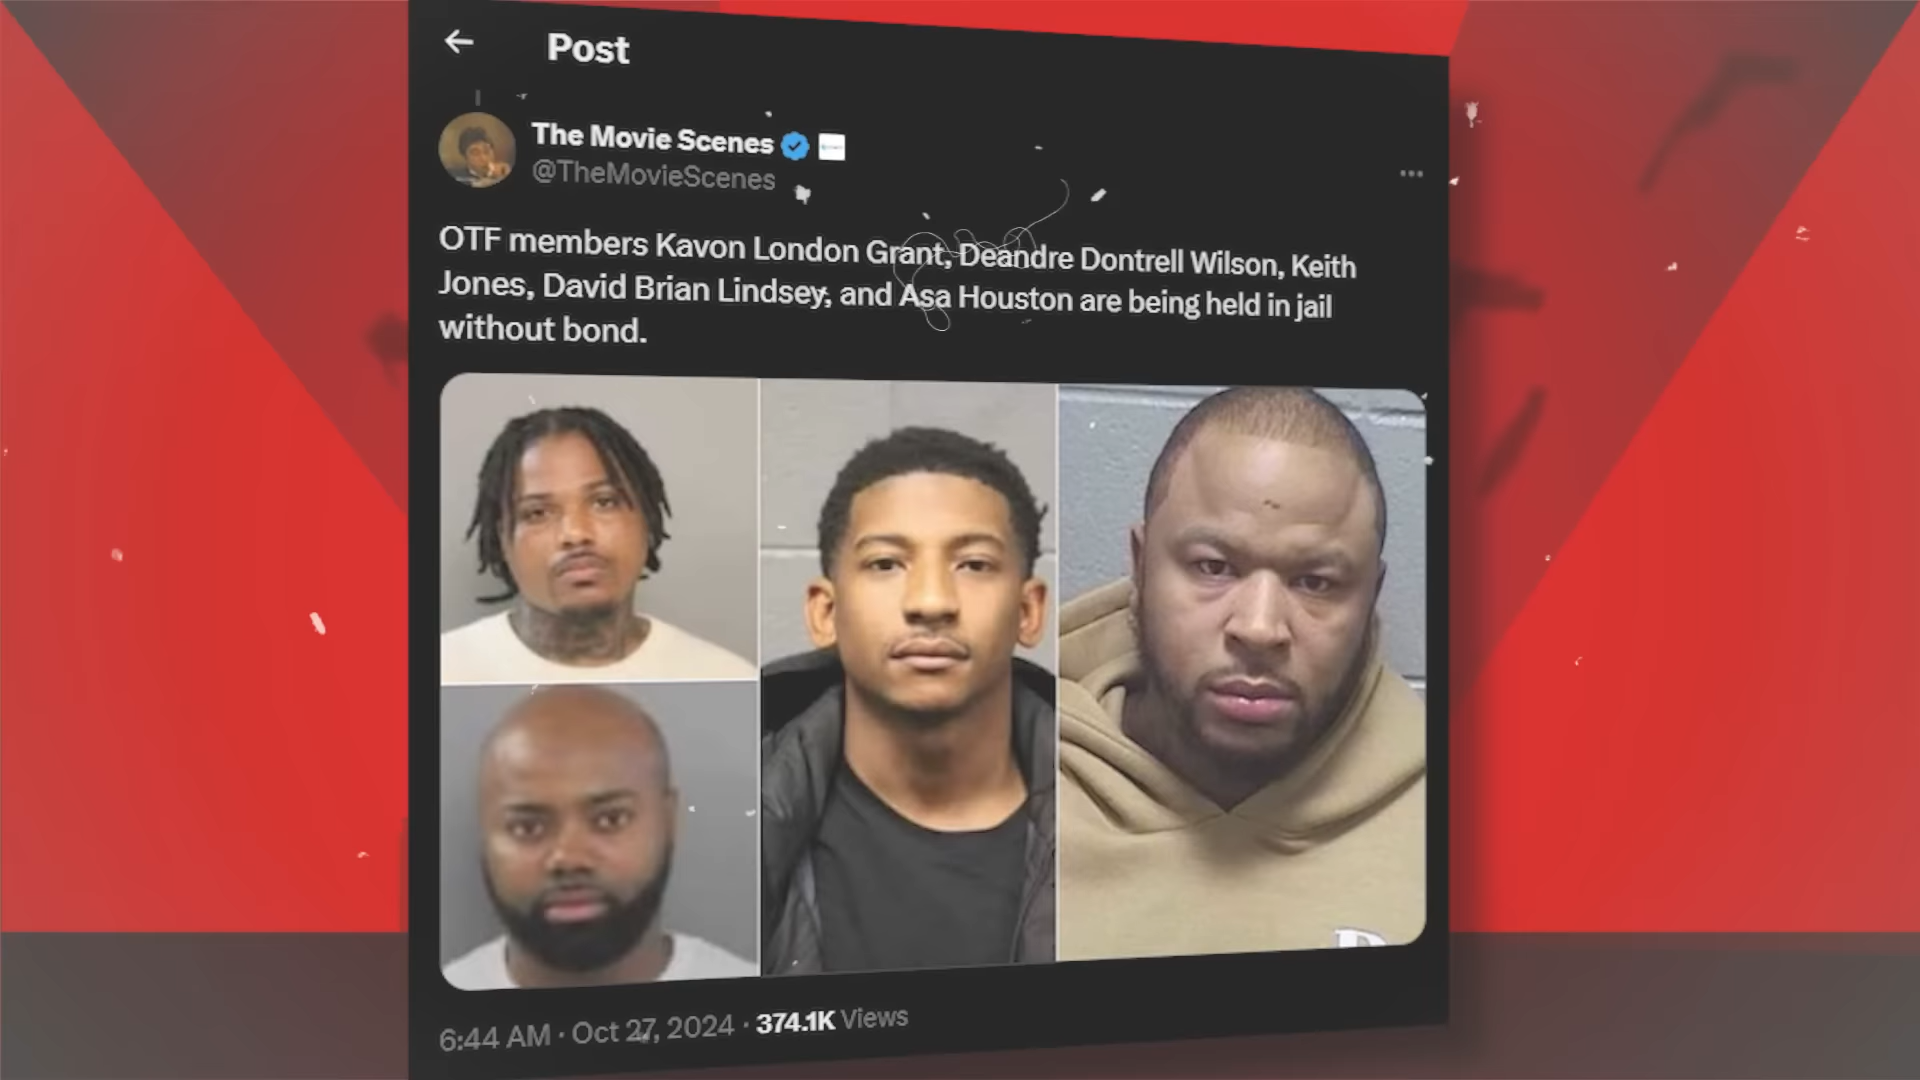 Post
The Movie Scenes
@TheMovieScenes
OTF members Kavon London Grant, Deandre Dontrell Wilson, Keith
Jones, David Brian Lindsey, and Asa Houston are being held in jail
without bond.
6:44 AM · Oct 27, 2024 · 374.1K Views